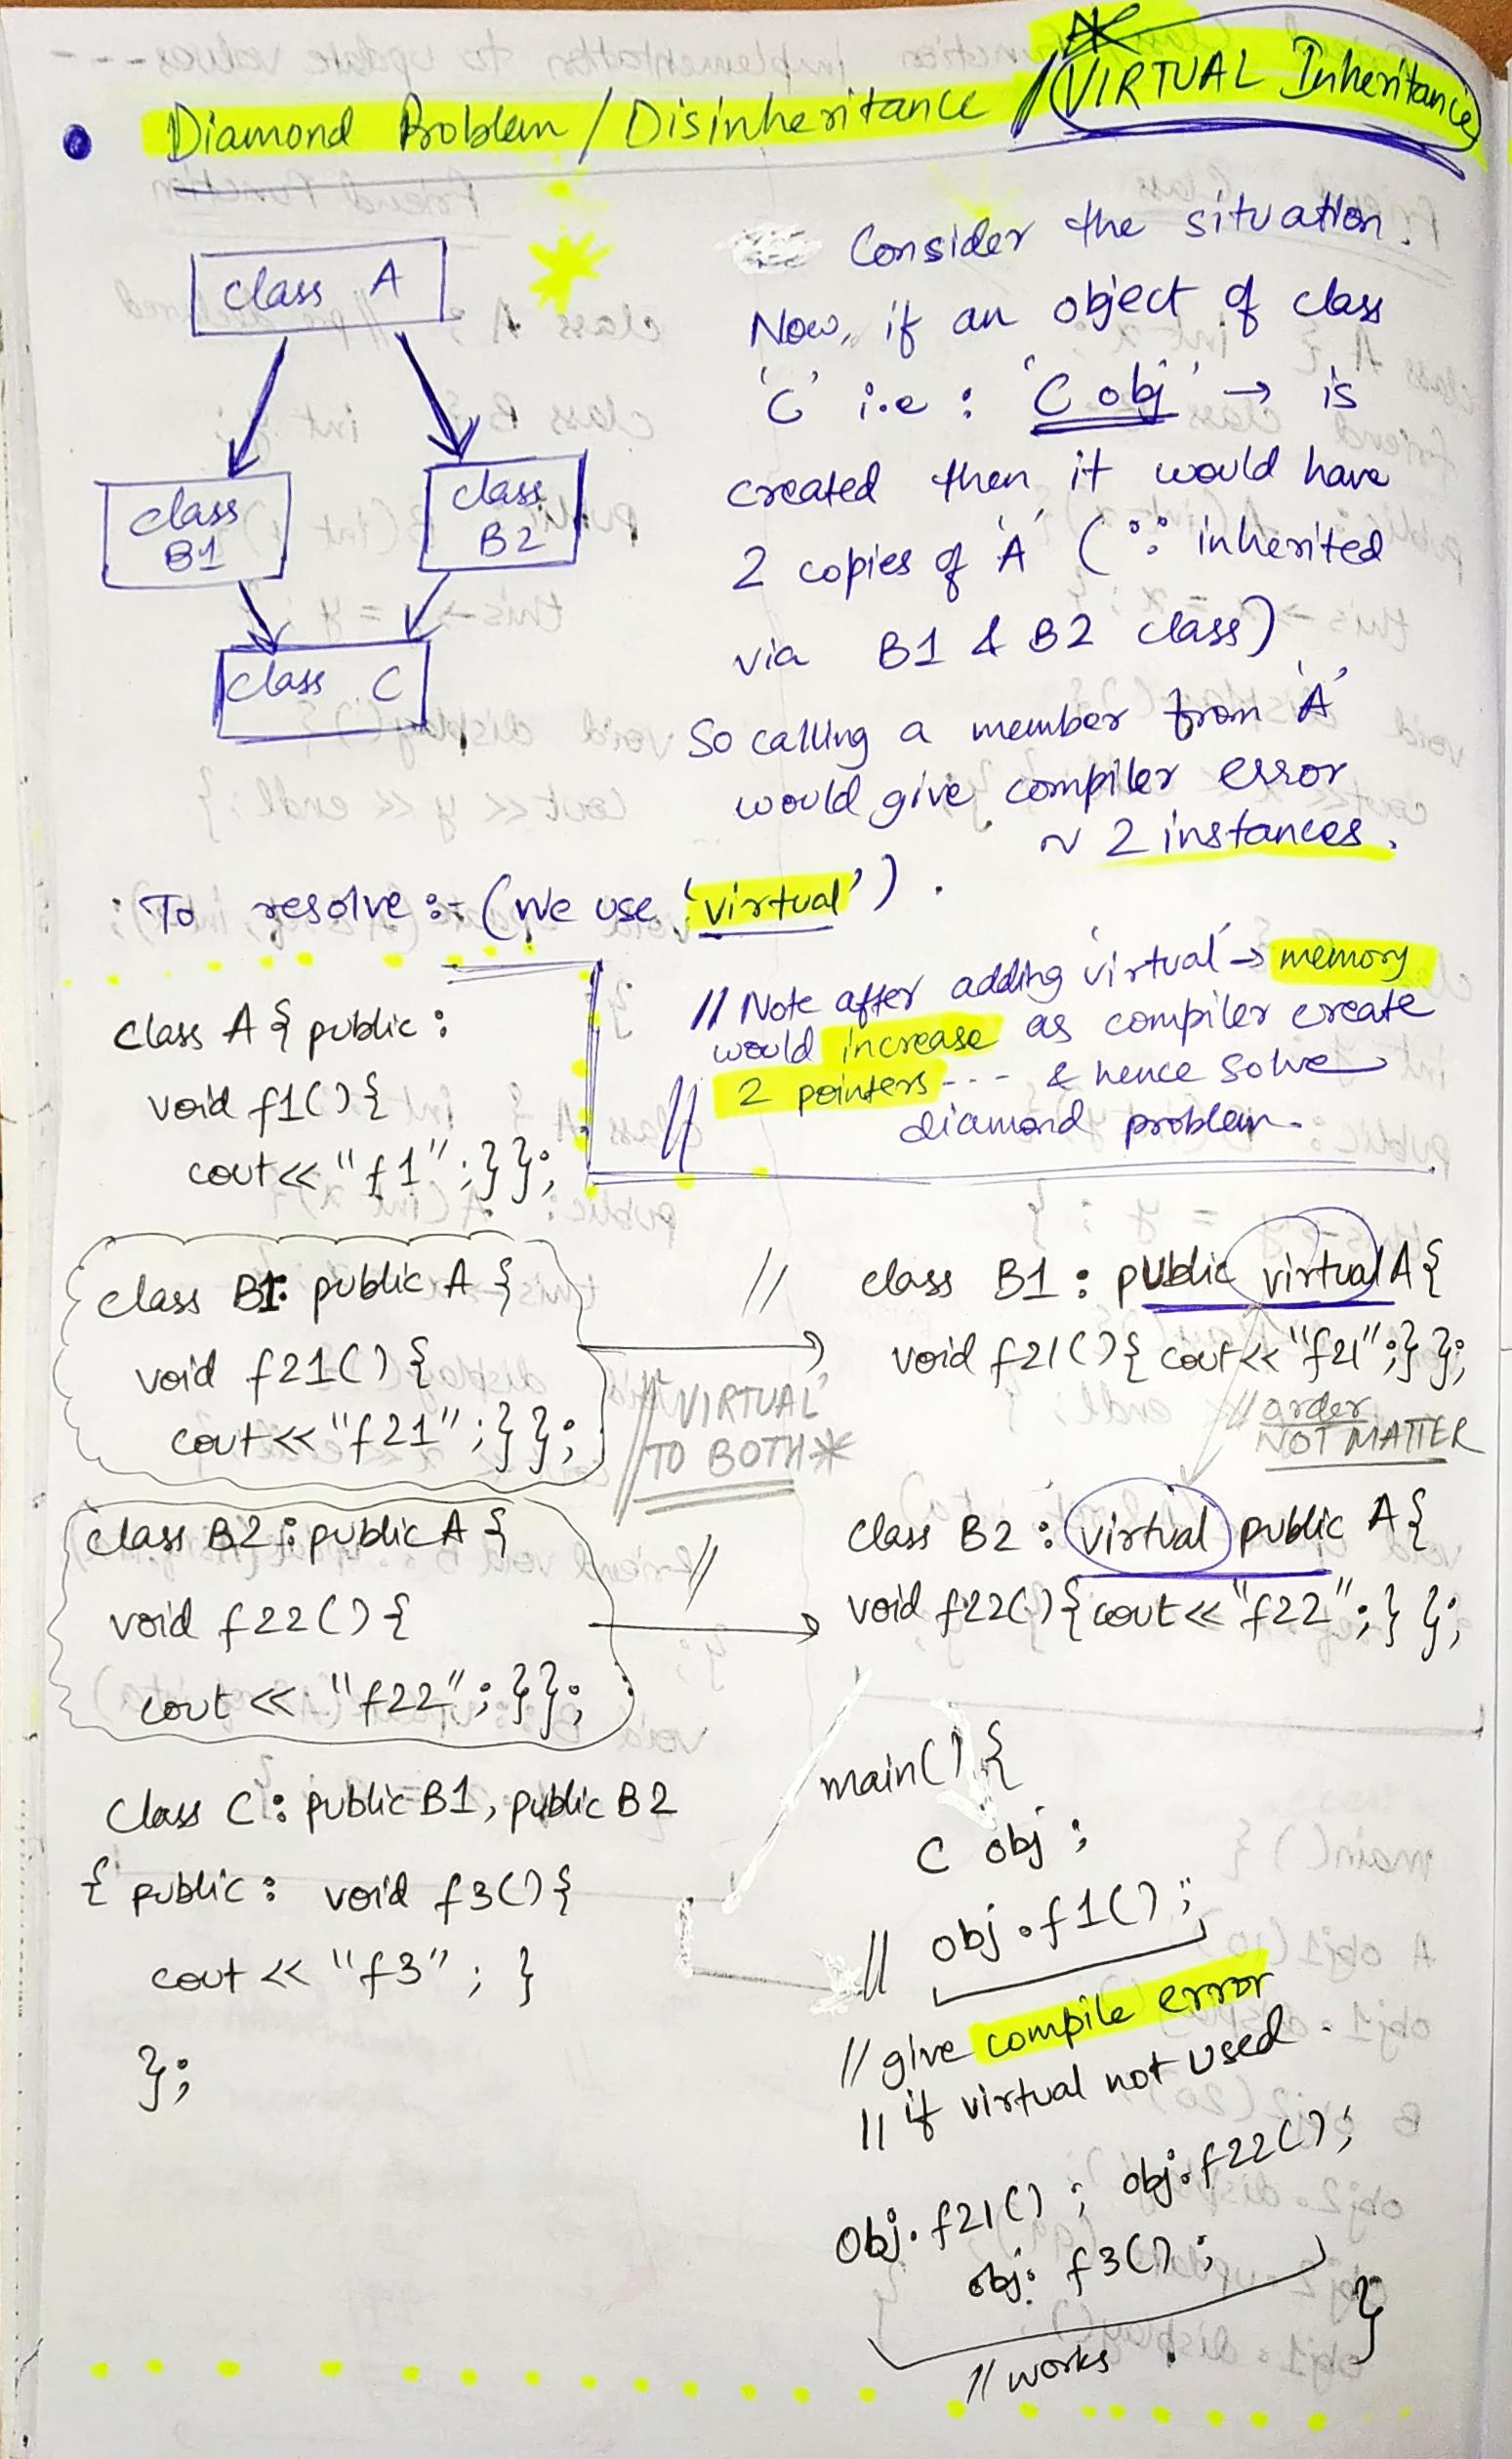 Diamond Problem / Disinheritance / VIRTUAL Inheritance
class A
class
B1
class
B2
class C
Consider the situation.
Now, if an object of class
'C' i.e : 'C obj' → is
created then it would have
2 copies of 'A' (∵ inherited
via B1 & B2 class)
So calling a member from 'A'
would give compiler error
~ 2 instances.
To resolve :- (We use 'virtual').
// Note after adding 'virtual' → memory
would increase as compiler create
// 2 pointers --- & hence solve
diamond problem.
class A { public :
void f1() {
cout << "f1" ; } };
class B1: public A {
void f21() {
cout << "f21" ; } };
//
// 'VIRTUAL'
// TO BOTH *
class B1 : public virtual A {
void f21() { cout << "f21" ; } };
// order
NOT MATTER
class B2 : public A {
void f22() {
cout << "f22" ; } };
//
class B2 : virtual public A {
void f22() { cout << "f22" ; } };
Class C : public B1, public B2
{ public : void f3() {
cout << "f3" ; }
};
main() {
C obj ;
// obj.f1() ;
// give compile error
// if virtual not used.
Obj.f21() ; obj.f22() ;
obj. f3() ;
}
// works